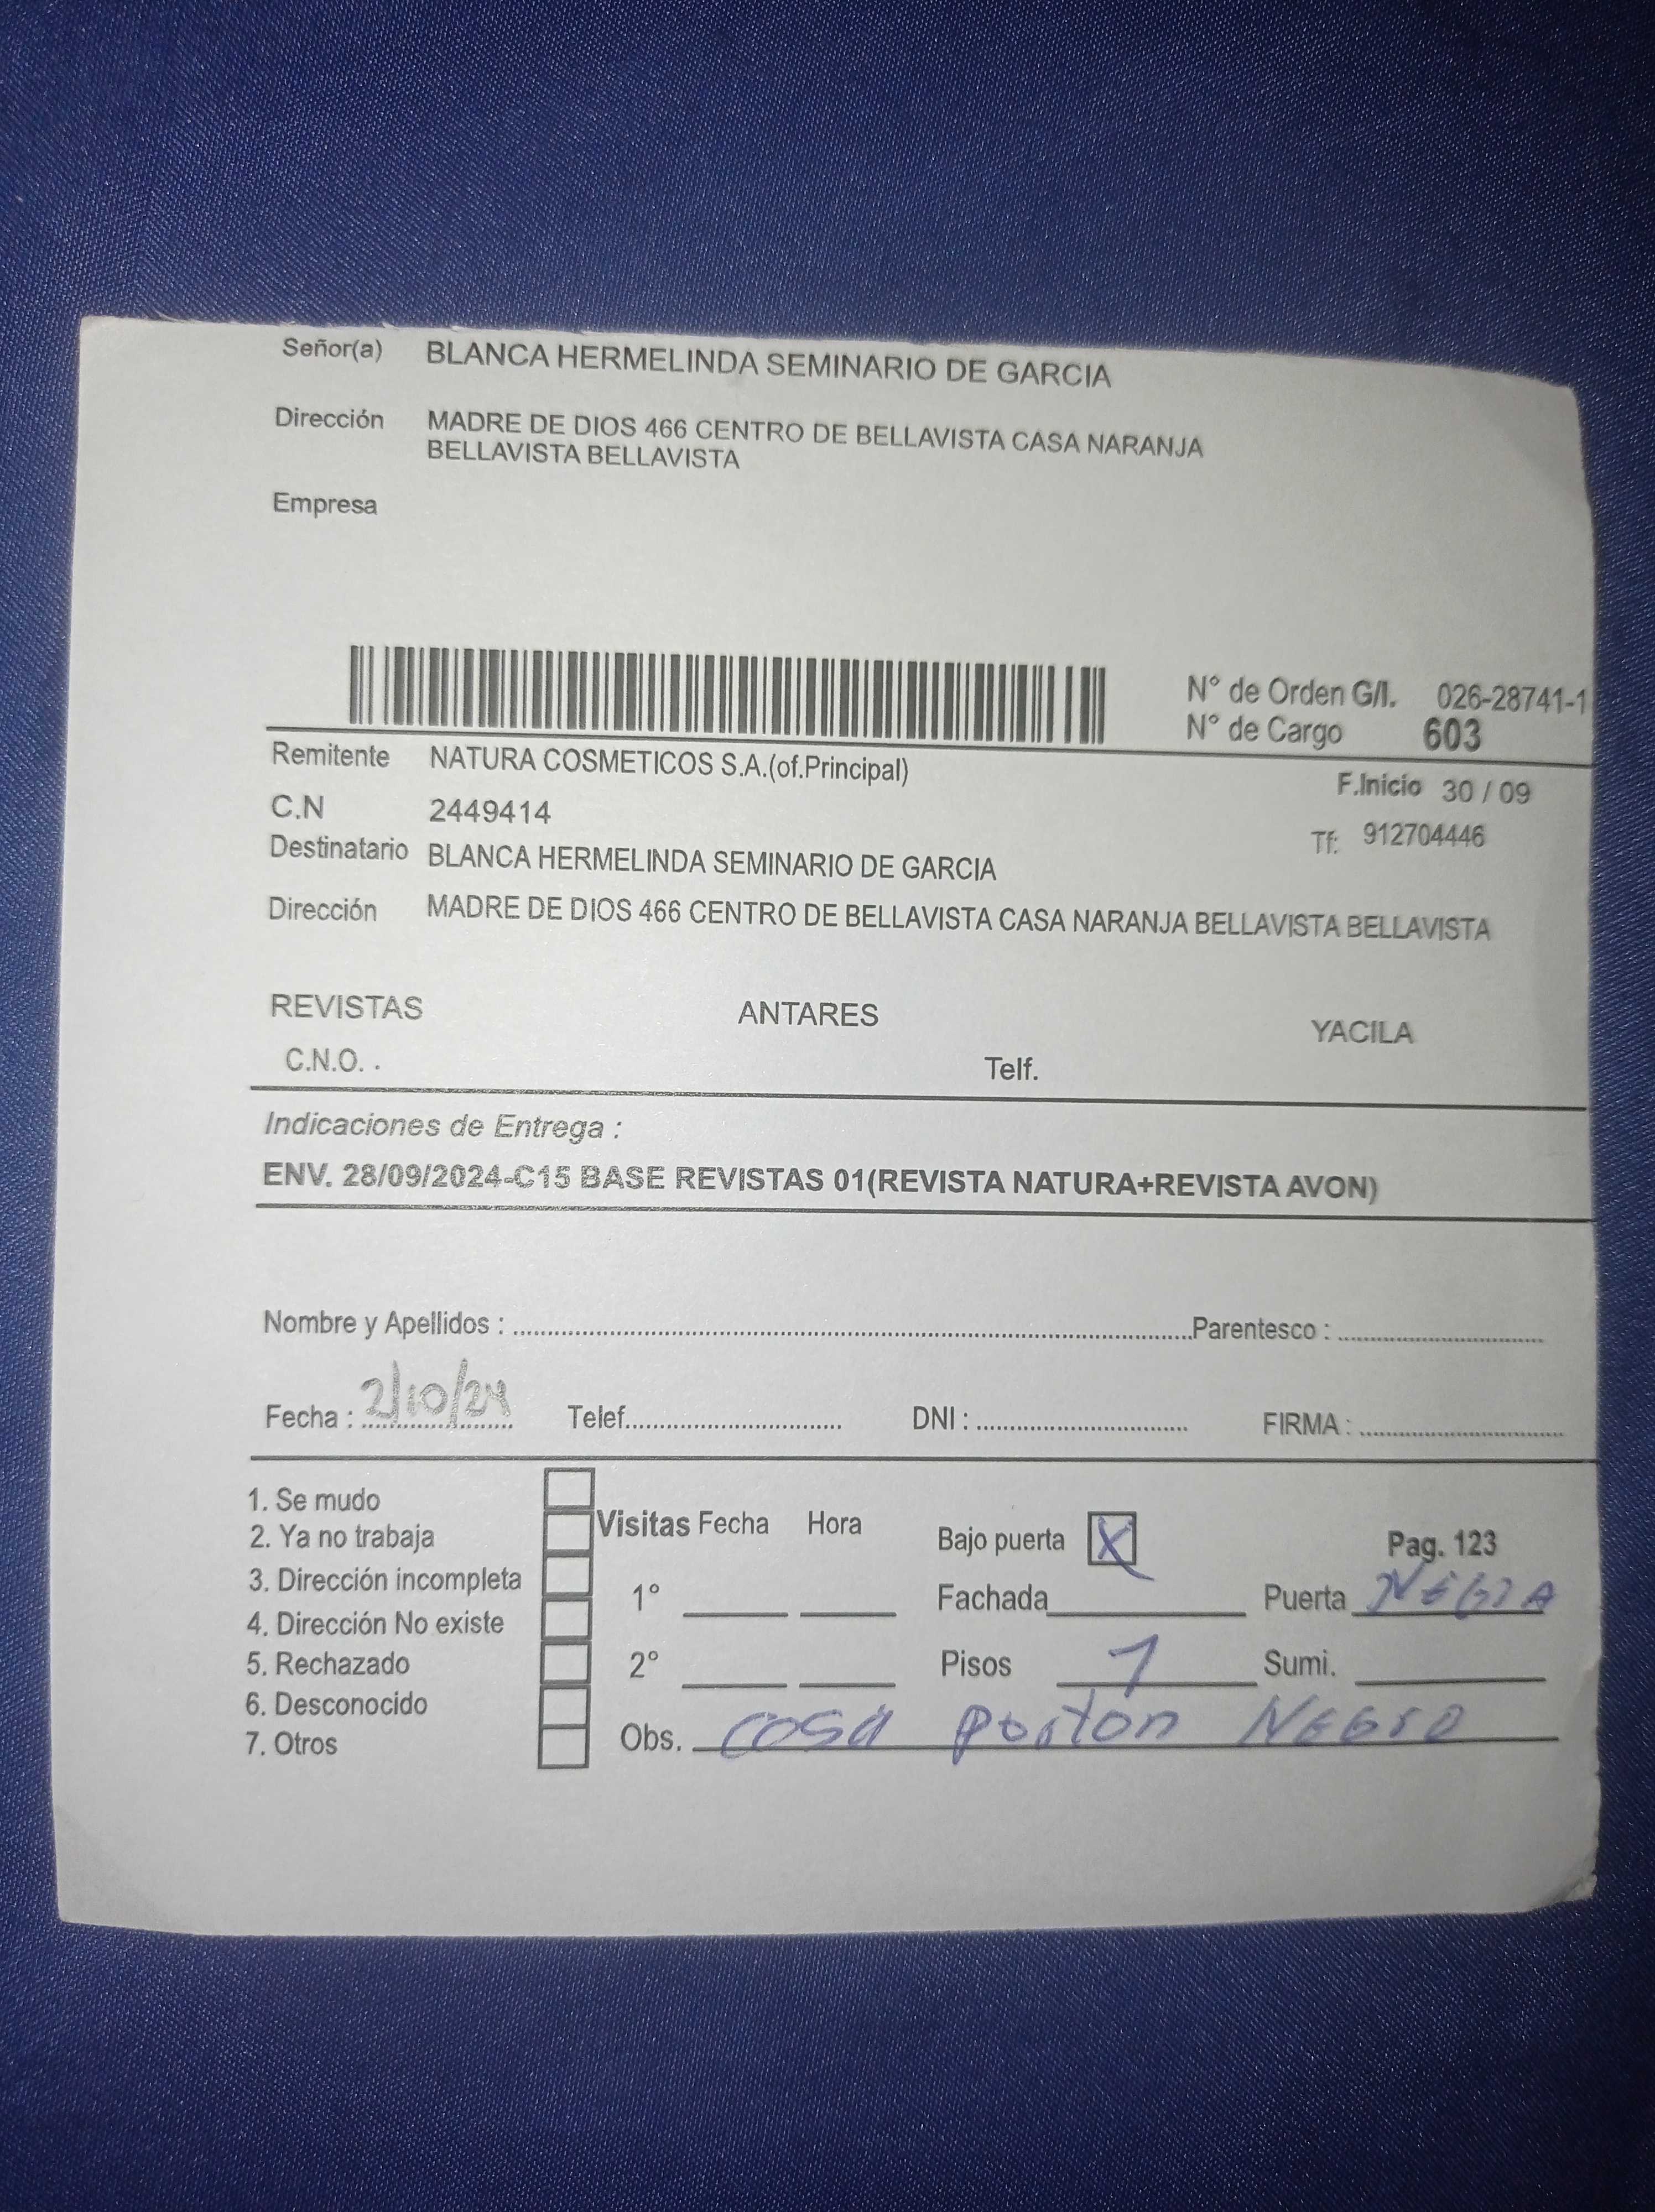 Señor(a) BLANCA HERMELINDA SEMINARIO DE GARCIA
Dirección MADRE DE DIOS 466 CENTRO DE BELLAVISTA CASA NARANJA
BELLAVISTA BELLAVISTA
Empresa
N° de Orden G/I. 026-28741-1
N° de Cargo 603
Remitente NATURA COSMETICOS S.A.(of.Principal)
F.Inicio 30 / 09
C.N 2449414
Tf: 912704446
Destinatario BLANCA HERMELINDA SEMINARIO DE GARCIA
Dirección MADRE DE DIOS 466 CENTRO DE BELLAVISTA CASA NARANJA BELLAVISTA BELLAVISTA
REVISTAS ANTARES YACILA
C.N.O. . Telf.
Indicaciones de Entrega :
ENV. 28/09/2024-C15 BASE REVISTAS 01(REVISTA NATURA+REVISTA AVON)
Nombre y Apellidos : Parentesco :
Fecha : 2/10/24 Telef. DNI : FIRMA :
1. Se mudo
2. Ya no trabaja
3. Dirección incompleta
4. Dirección No existe
5. Rechazado
6. Desconocido
7. Otros
Visitas Fecha Hora
1°
2°
Bajo puerta X Pag. 123
Fachada Puerta NEGRA
Pisos 1 Sumi.
Obs. COSA Porton NEGRO